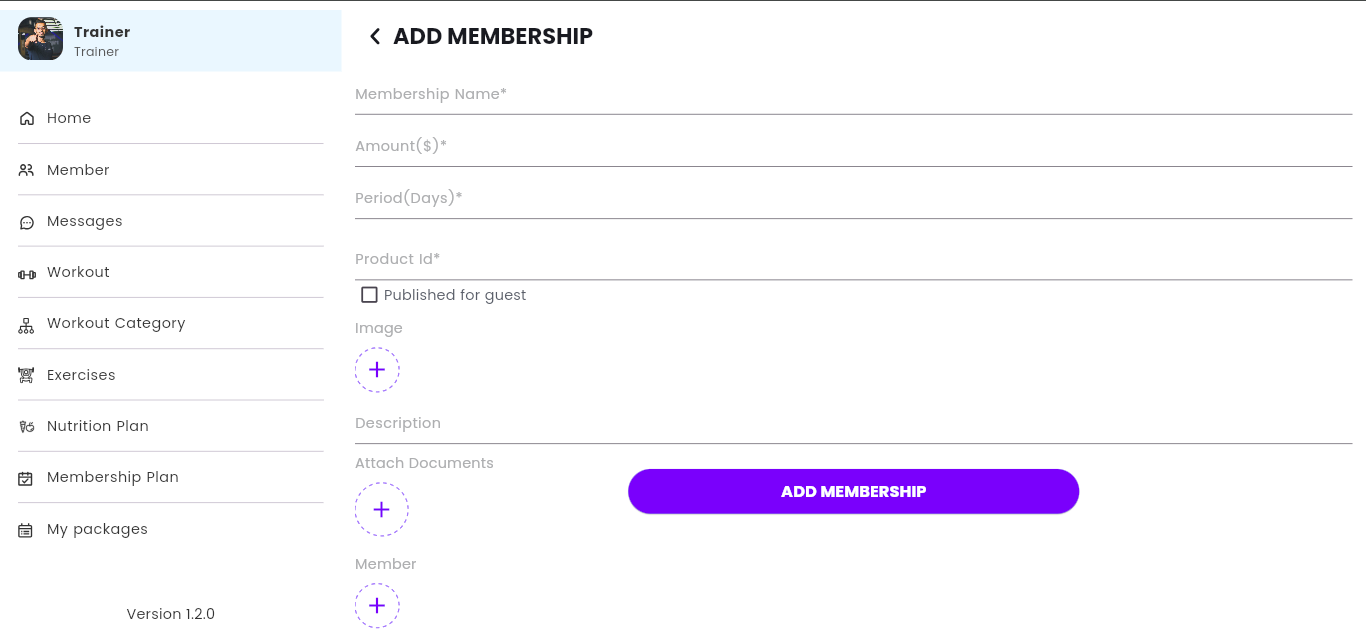 Trainer
Trainer
Home
Member
Messages
Workout
Workout Category
Exercises
Nutrition Plan
Membership Plan
My packages
Version 1.2.0
ADD MEMBERSHIP
Membership Name*
Amount($)*
Period(Days)*
Product Id*
Published for guest
Image
Description
Attach Documents
ADD MEMBERSHIP
Member